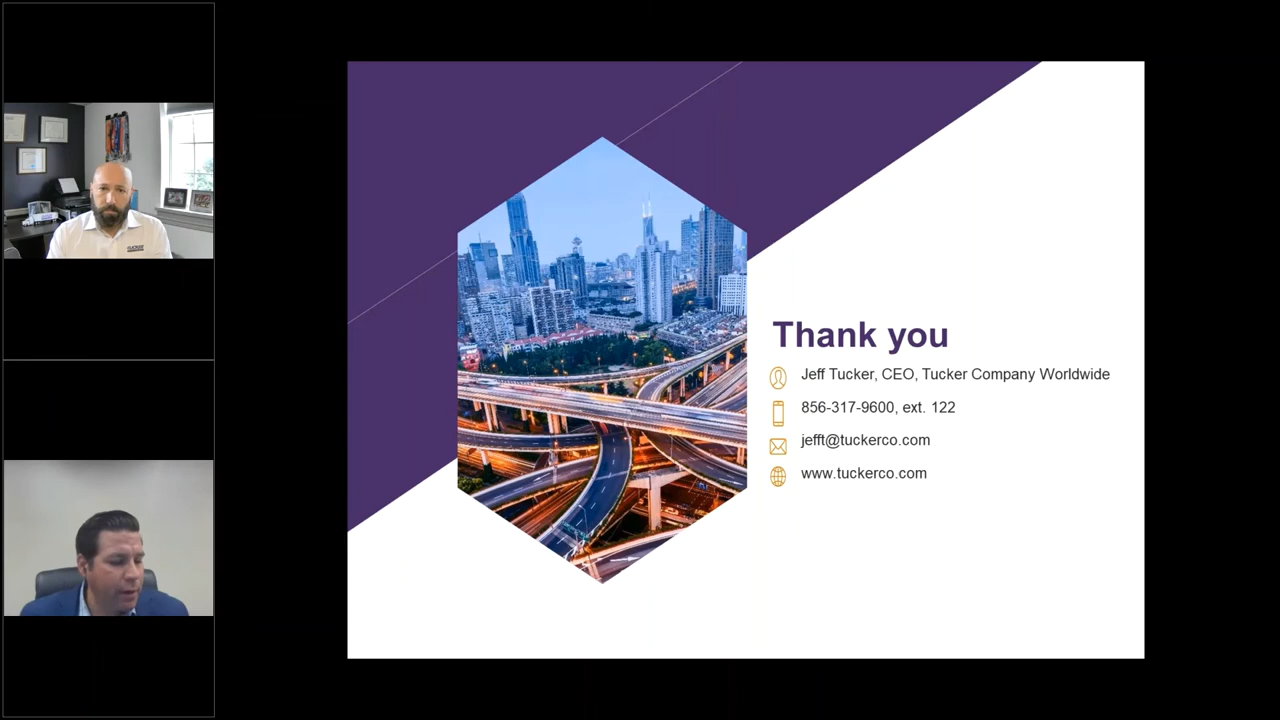 TUCKER
Thank you
Jeff Tucker, CEO, Tucker Company Worldwide
856-317-9600, ext. 122
jefft@tuckerco.com
www.tuckerco.com